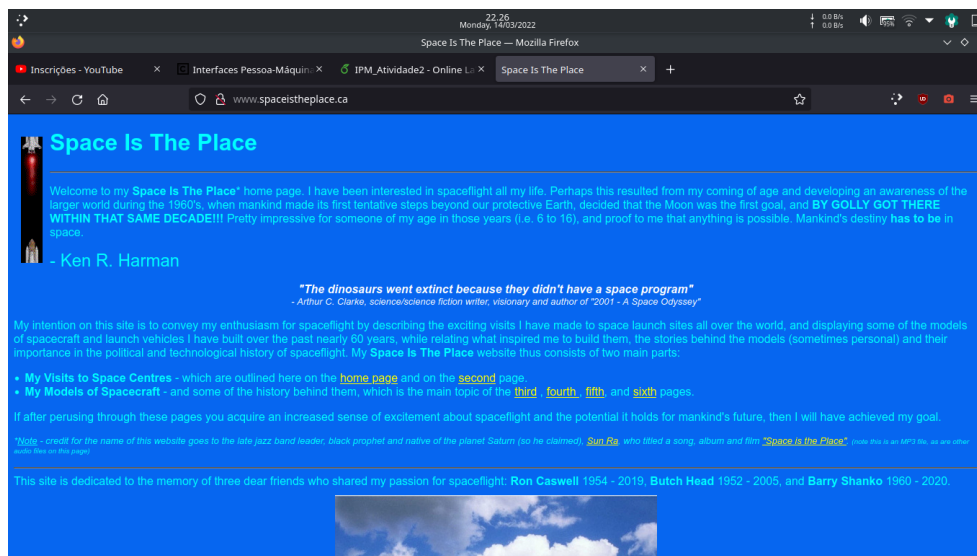 22.26
Monday, 14/03/2022
↓ 0.0 B/s
↑ 0.0 B/s
95%
Space Is The Place — Mozilla Firefox
Inscrições - YouTube
Interfaces Pessoa-Máquin
IPM_Atividade2 - Online La
Space Is The Place
www.spaceistheplace.ca
Space Is The Place
Welcome to my Space Is The Place* home page. I have been interested in spaceflight all my life. Perhaps this resulted from my coming of age and developing an awareness of the
larger world during the 1960's, when mankind made its first tentative steps beyond our protective Earth, decided that the Moon was the first goal, and BY GOLLY GOT THERE
WITHIN THAT SAME DECADE!!! Pretty impressive for someone of my age in those years (i.e. 6 to 16), and proof to me that anything is possible. Mankind's destiny has to be in
space.
- Ken R. Harman
"The dinosaurs went extinct because they didn't have a space program"
- Arthur C. Clarke, science/science fiction writer, visionary and author of "2001 - A Space Odyssey"
My intention on this site is to convey my enthusiasm for spaceflight by describing the exciting visits I have made to space launch sites all over the world, and displaying some of the models
of spacecraft and launch vehicles I have built over the past nearly 60 years, while relating what inspired me to build them, the stories behind the models (sometimes personal) and their
importance in the political and technological history of spaceflight. My Space Is The Place website thus consists of two main parts:
• My Visits to Space Centres - which are outlined here on the home page and on the second page.
• My Models of Spacecraft - and some of the history behind them, which is the main topic of the third , fourth , fifth, and sixth pages.
If after perusing through these pages you acquire an increased sense of excitement about spaceflight and the potential it holds for mankind's future, then I will have achieved my goal.
*Note - credit for the name of this website goes to the late jazz band leader, black prophet and native of the planet Saturn (so he claimed), Sun Ra, who titled a song, album and film "Space is the Place". (note this is an MP3 file, as are other
audio files on this page)
This site is dedicated to the memory of three dear friends who shared my passion for spaceflight: Ron Caswell 1954 - 2019, Butch Head 1952 - 2005, and Barry Shanko 1960 - 2020.